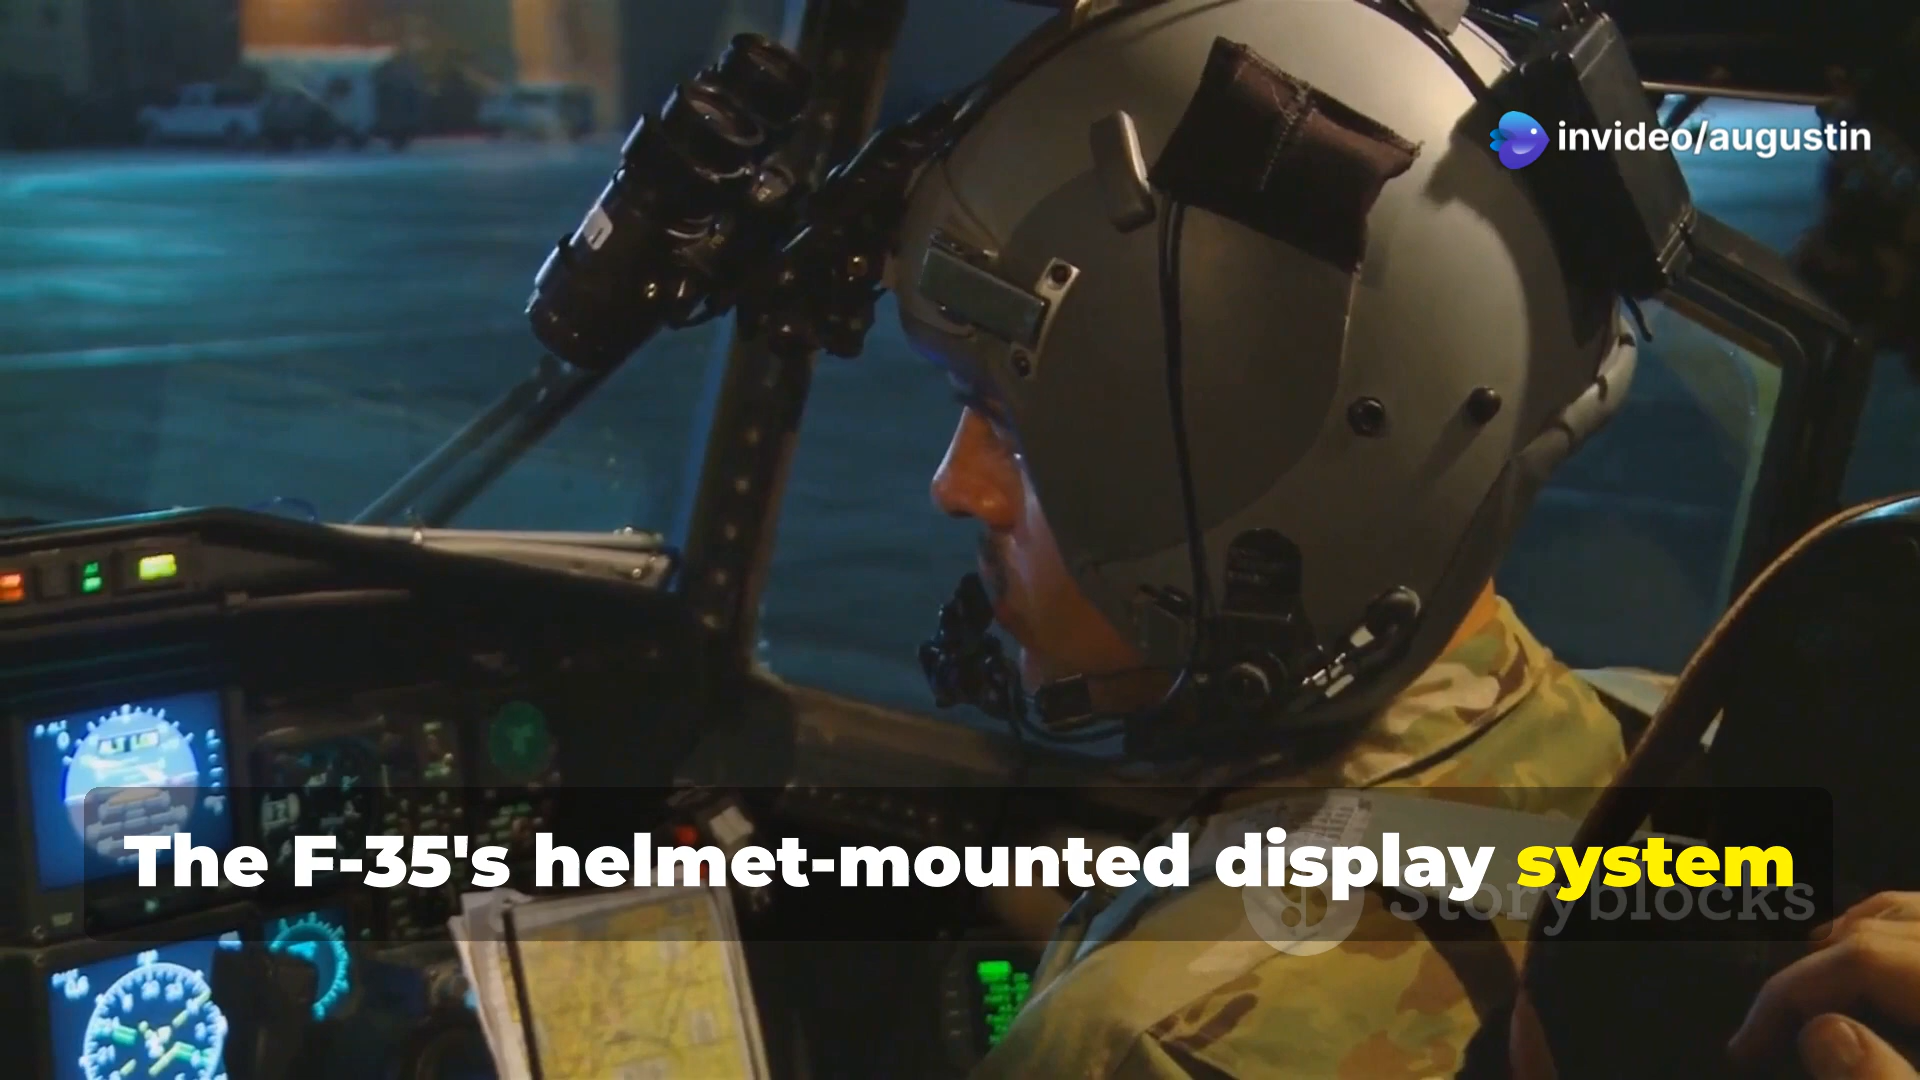 invideo/augustin
The F-35's helmet-mounted display system
Storyblocks